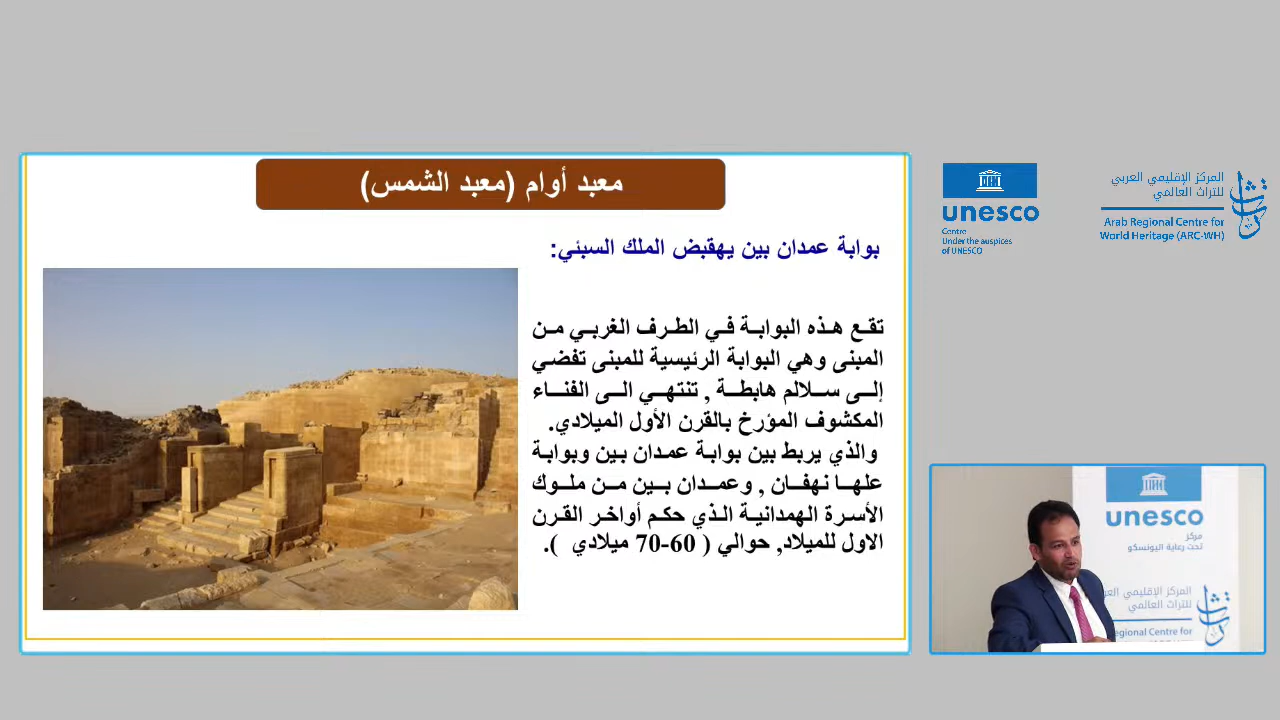 معبد أوام (معبد الشمس)
بوابة عمدان بين يهقبض الملك السبئي:
تقع هذه البوابة في الطرف الغربي من
المبنى وهي البوابة الرئيسية للمبنى تفضي
إلى سلالم هابطة , تنتهي الى الفناء
المكشوف المؤرخ بالقرن الأول الميلادي.
والذي يربط بين بوابة عمدان بين وبوابة
علها نهفان , وعمدان بين من ملوك
الأسرة الهمدانية الذي حكم أواخر القرن
الاول للميلاد, حوالي ( 60-70 ميلادي ).
unesco
Centre
Under the auspices
of UNESCO
المركز الإقليمي العربي
للتراث العالمي
Arab Regional Centre for
World Heritage (ARC-WH)
unesco
مركز
تحت رعاية اليونسكو
المركز الإقليمي
للتراث العالمي
egional Centre for